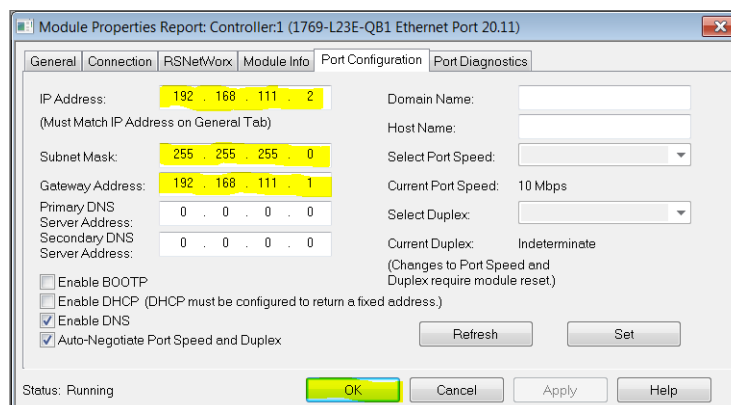 Module Properties Report: Controller:1 (1769-L23E-QB1 Ethernet Port 20.11)
General Connection RSNetWorx Module Info Port Configuration Port Diagnostics
IP Address: 192 . 168 . 111 . 2
(Must Match IP Address on General Tab)
Subnet Mask: 255 . 255 . 255 . 0
Gateway Address: 192 . 168 . 111 . 1
Primary DNS
Server Address: 0 . 0 . 0 . 0
Secondary DNS
Server Address: 0 . 0 . 0 . 0
Enable BOOTP
Enable DHCP (DHCP must be configured to return a fixed address.)
Enable DNS
Auto-Negotiate Port Speed and Duplex
Domain Name:
Host Name:
Select Port Speed:
Current Port Speed: 10 Mbps
Select Duplex:
Current Duplex: Indeterminate
(Changes to Port Speed and
Duplex require module reset.)
Refresh Set
Status: Running OK Cancel Apply Help